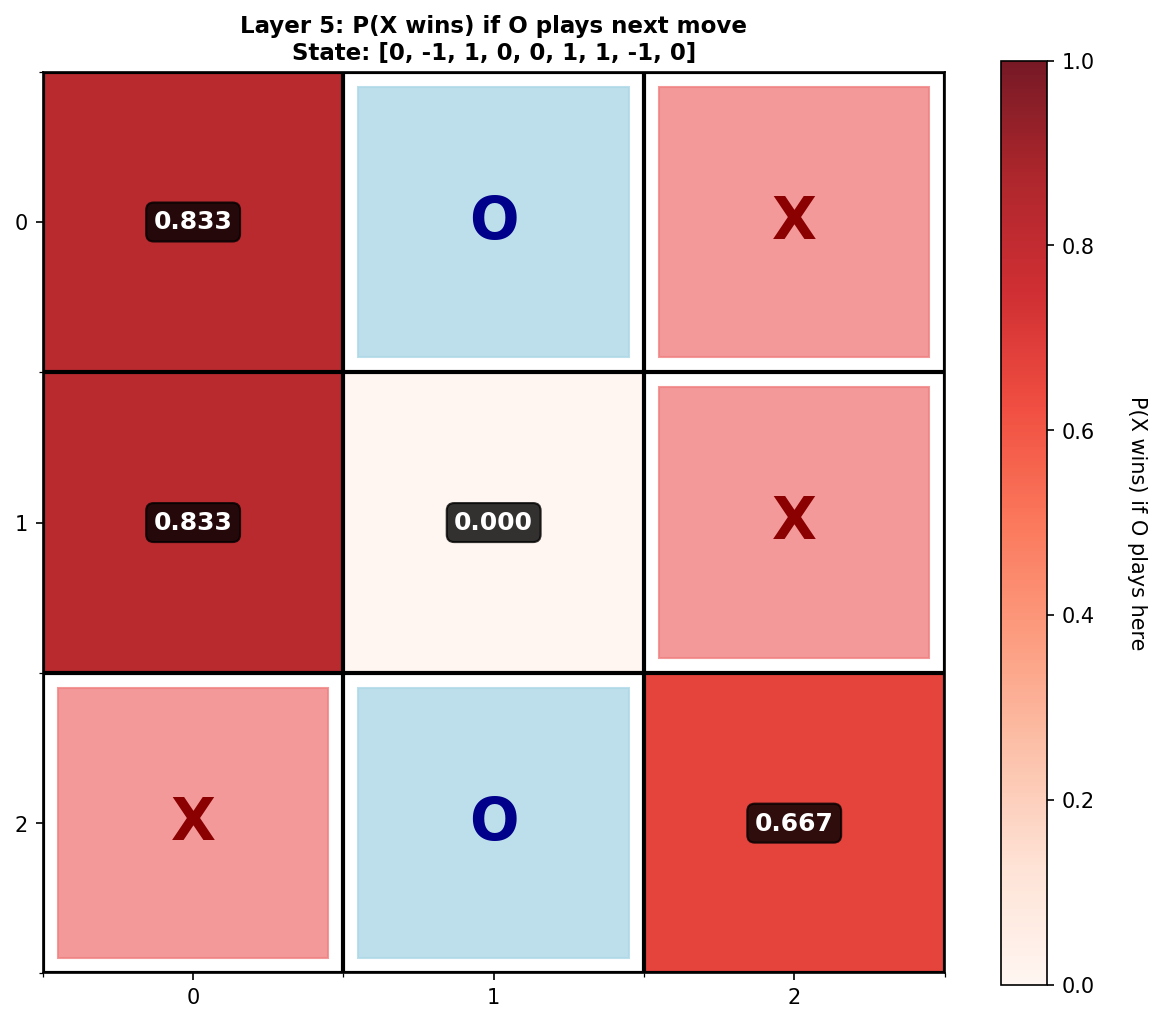 Layer 5: P(X wins) if O plays next move
State: [0, -1, 1, 0, 0, 1, 1, -1, 0]
0.833
O
X
0.833
0.000
X
X
O
0.667
0
1
2
0
1
2
1.0
0.8
0.6
0.4
0.2
0.0
P(X wins) if O plays here